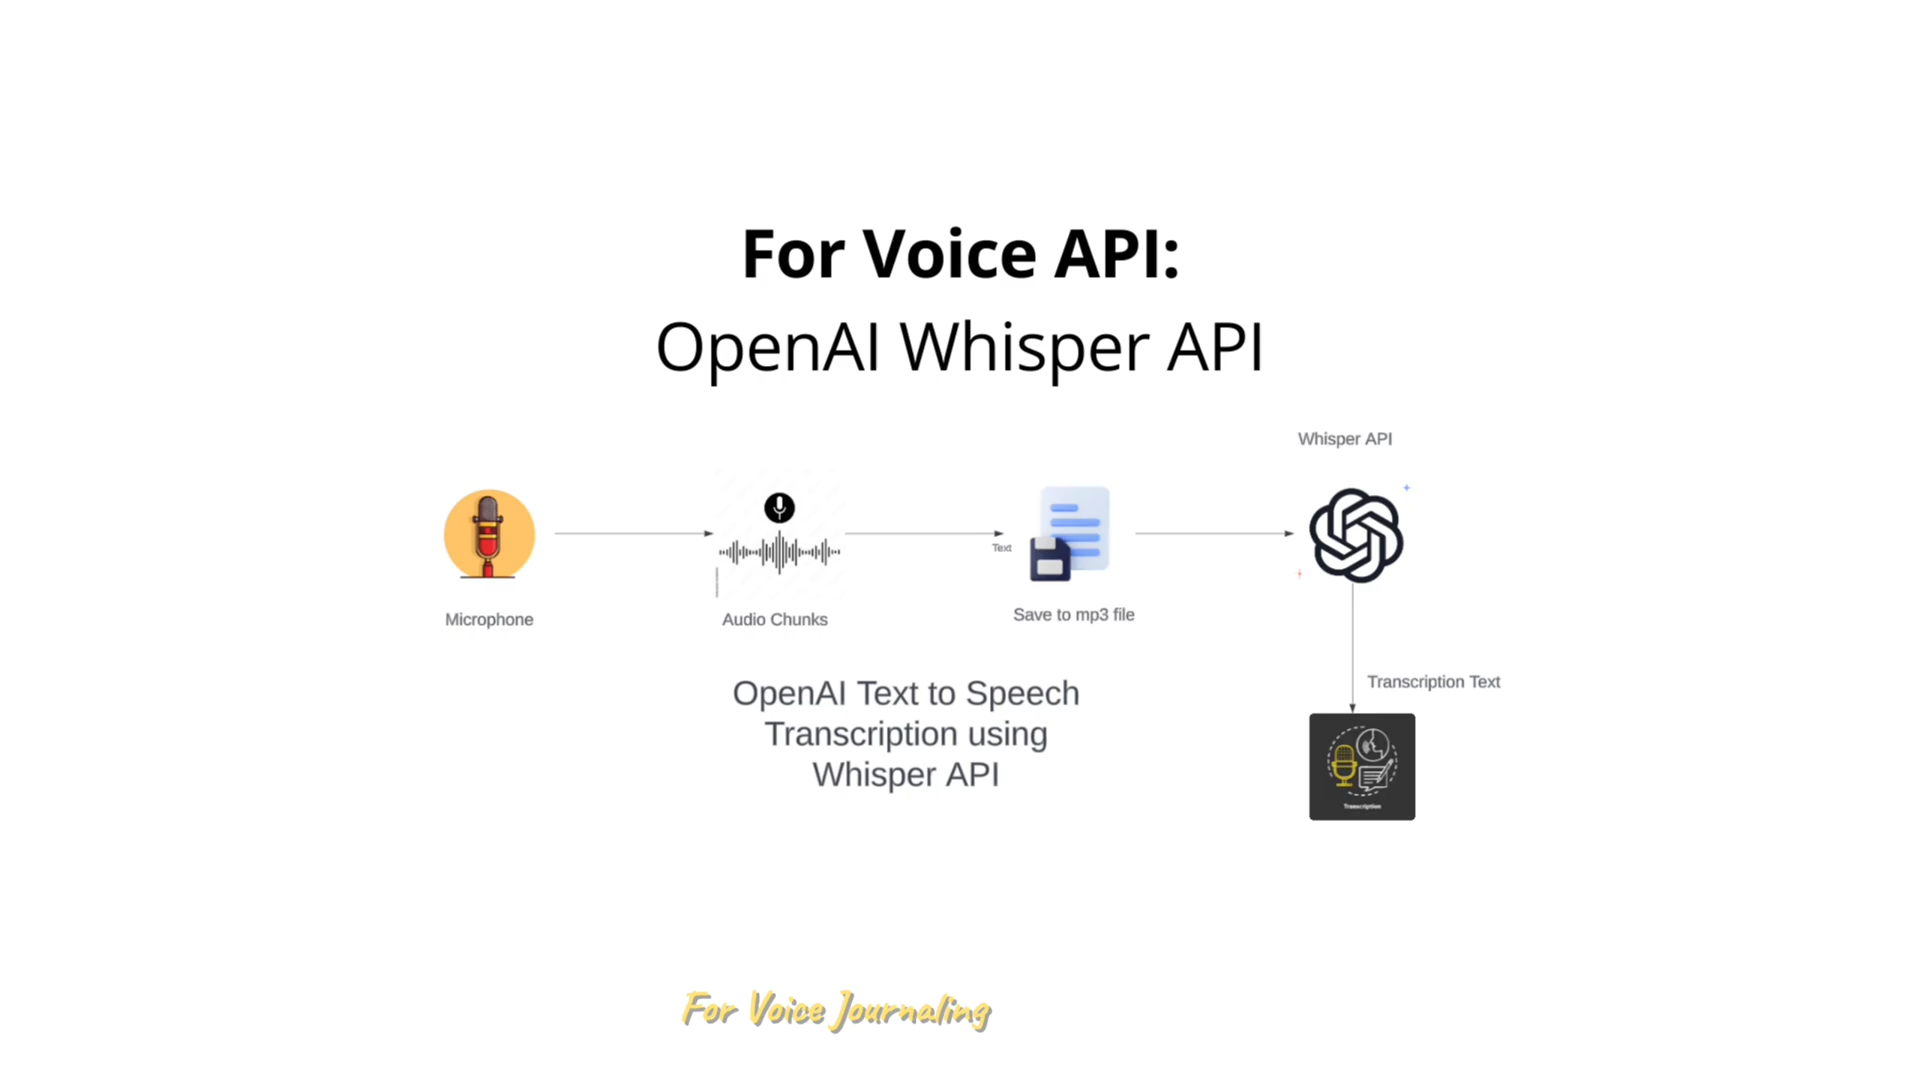 For Voice API:
OpenAI Whisper API
Whisper API
Text
Microphone
Audio Chunks
Save to mp3 file
Transcription Text
OpenAI Text to Speech
Transcription using
Whisper API
Transcription
For Voice Journaling